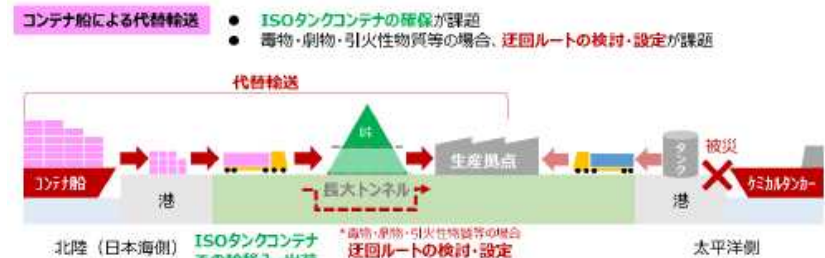 コンテナ船による代替輸送
● ISOタンクコンテナの確保が課題
● 毒物・劇物・引火性物質等の場合、迂回ルートの検討・設定が課題
代替輸送
峠
生産拠点
タンク
被災
コンテナ船
港
長大トンネル
港
ケミカルタンカー
北陸（日本海側）
ISOタンクコンテナ
*毒物・劇物・引火性物質等の場合
迂回ルートの検討・設定
太平洋側